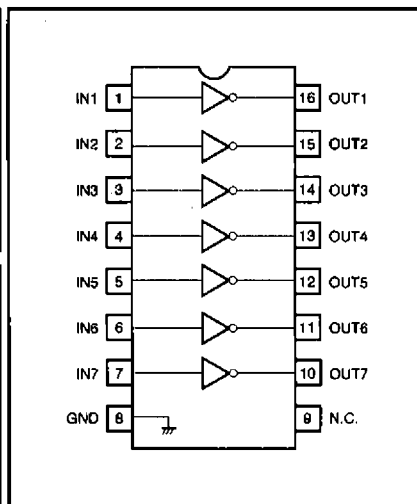 IN1 1 16 OUT1
IN2 2 15 OUT2
IN3 3 14 OUT3
IN4 4 13 OUT4
IN5 5 12 OUT5
IN6 6 11 OUT6
IN7 7 10 OUT7
GND 8 9 N.C.